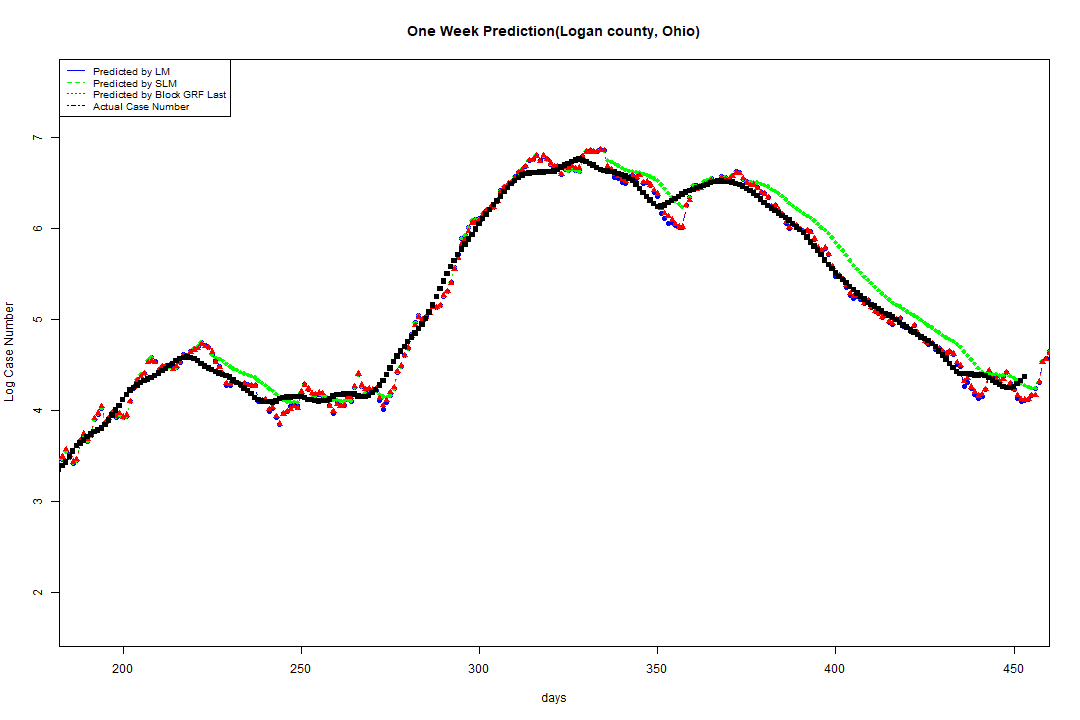 One Week Prediction(Logan county, Ohio)
Predicted by LM
Predicted by SLM
Predicted by Block GRF Last
Actual Case Number
7
6
5
4
3
2
Log Case Number
200
250
300
350
400
450
days